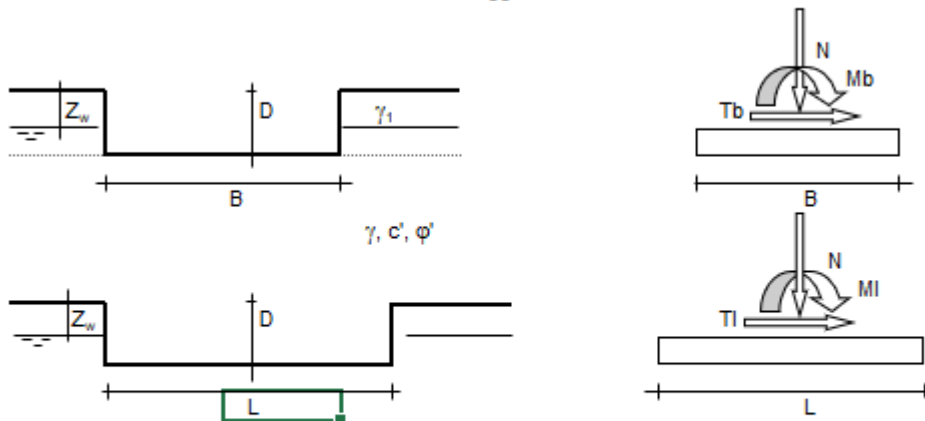 N
Mb
Zw D γ1 Tb
B B
γ, c', φ'
N
Ml
Zw D Tl
L L